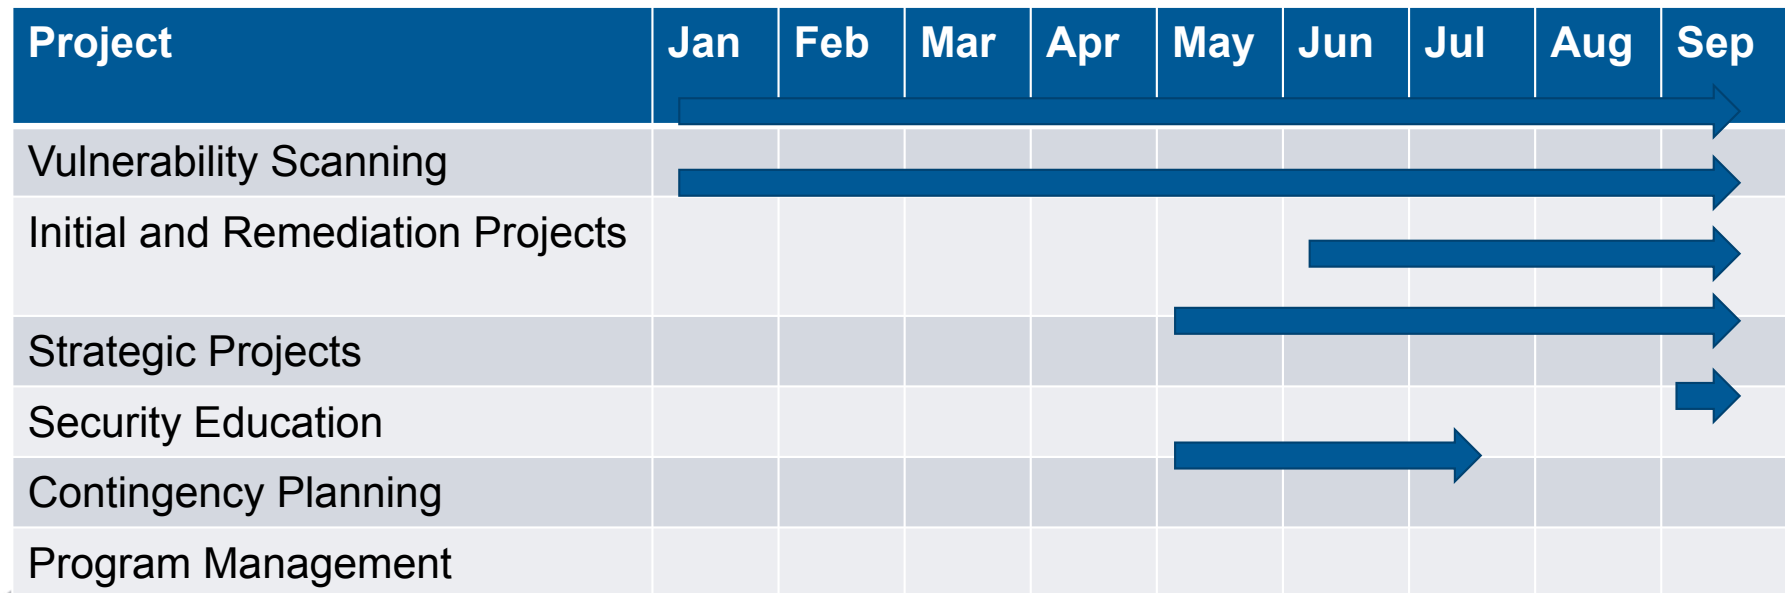 Project Jan Feb Mar Apr May Jun Jul Aug Sep
Vulnerability Scanning
Initial and Remediation Projects
Strategic Projects
Security Education
Contingency Planning
Program Management